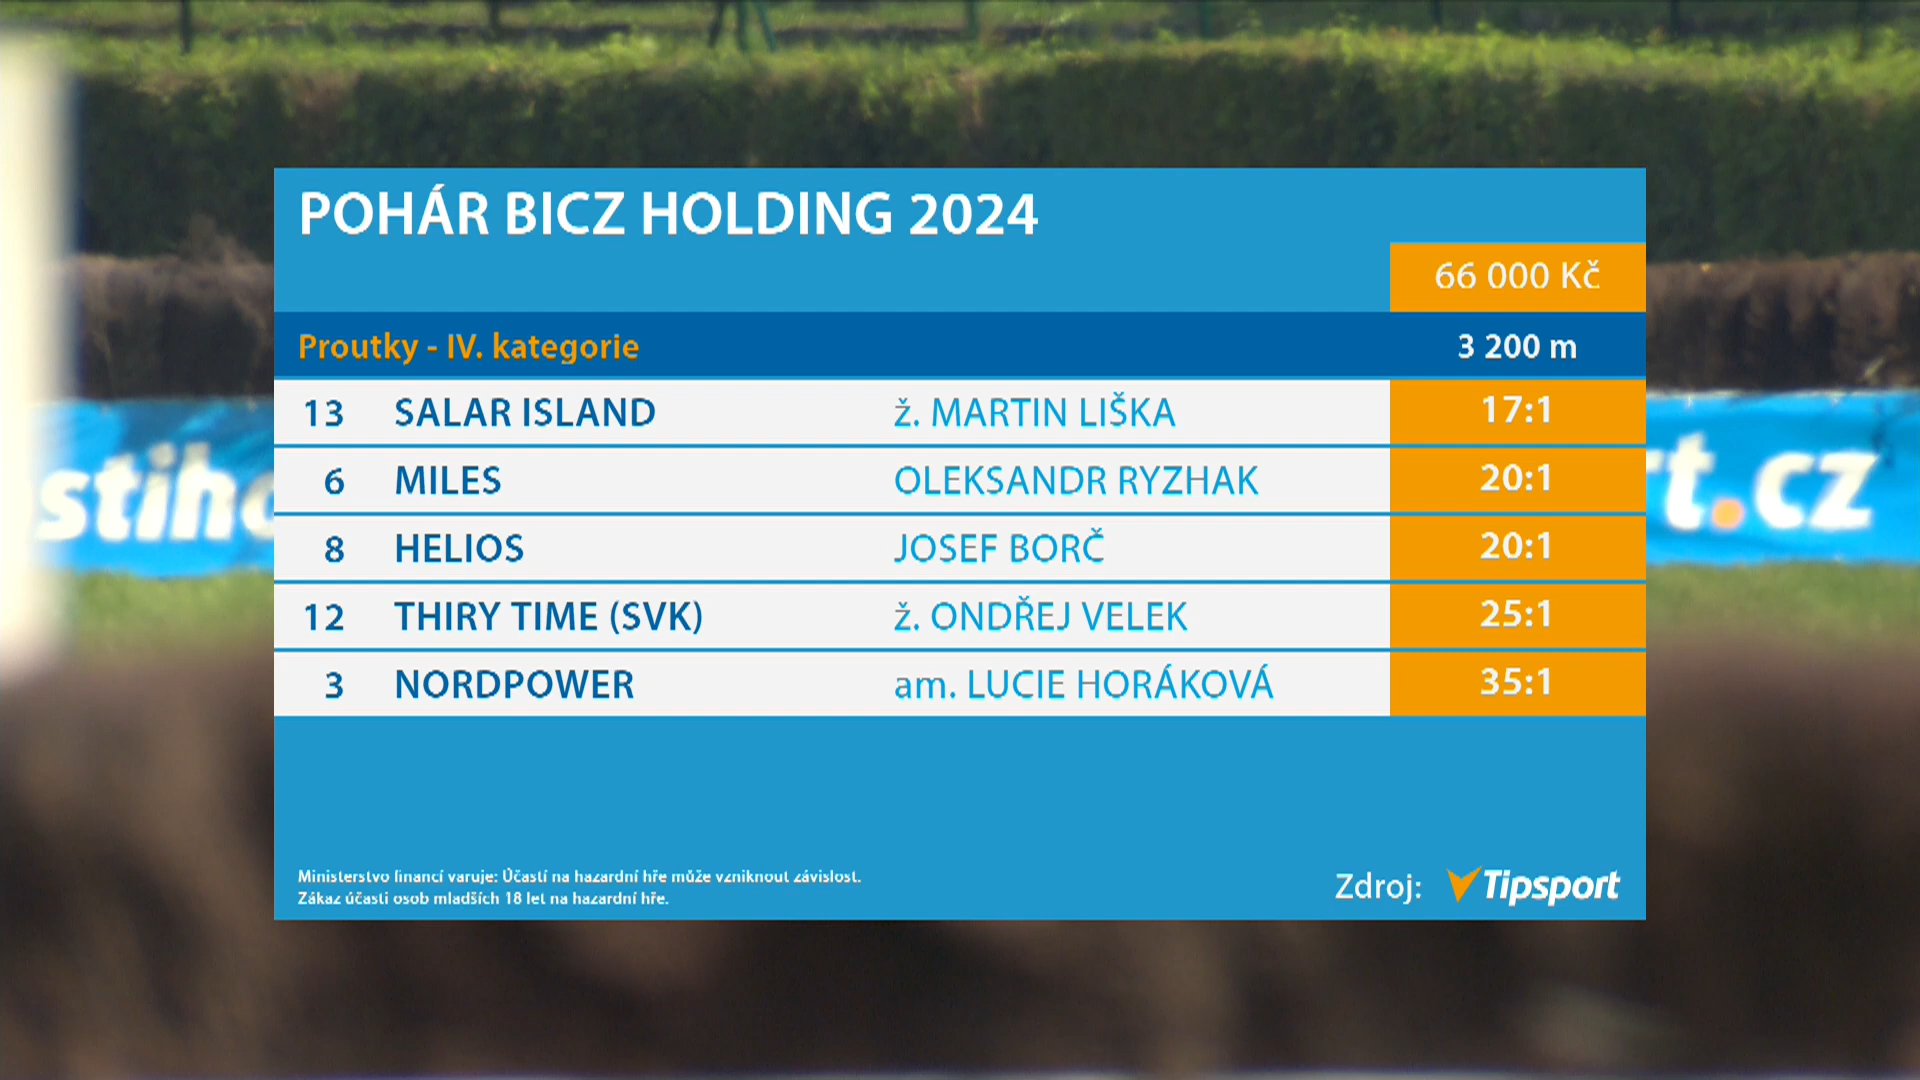 POHÁR BICZ HOLDING 2024
66 000 Kč
Proutky - IV. kategorie 3 200 m
13 SALAR ISLAND ž. MARTIN LIŠKA 17:1
6 MILES OLEKSANDR RYZHAK 20:1
8 HELIOS JOSEF BORČ 20:1
12 THIRY TIME (SVK) ž. ONDŘEJ VELEK 25:1
3 NORDPOWER am. LUCIE HORÁKOVÁ 35:1
Ministerstvo financí varuje: Účastí na hazardní hře může vzniknout závislost.
Zákaz účasti osob mladších 18 let na hazardní hře.
Zdroj: Tipsport